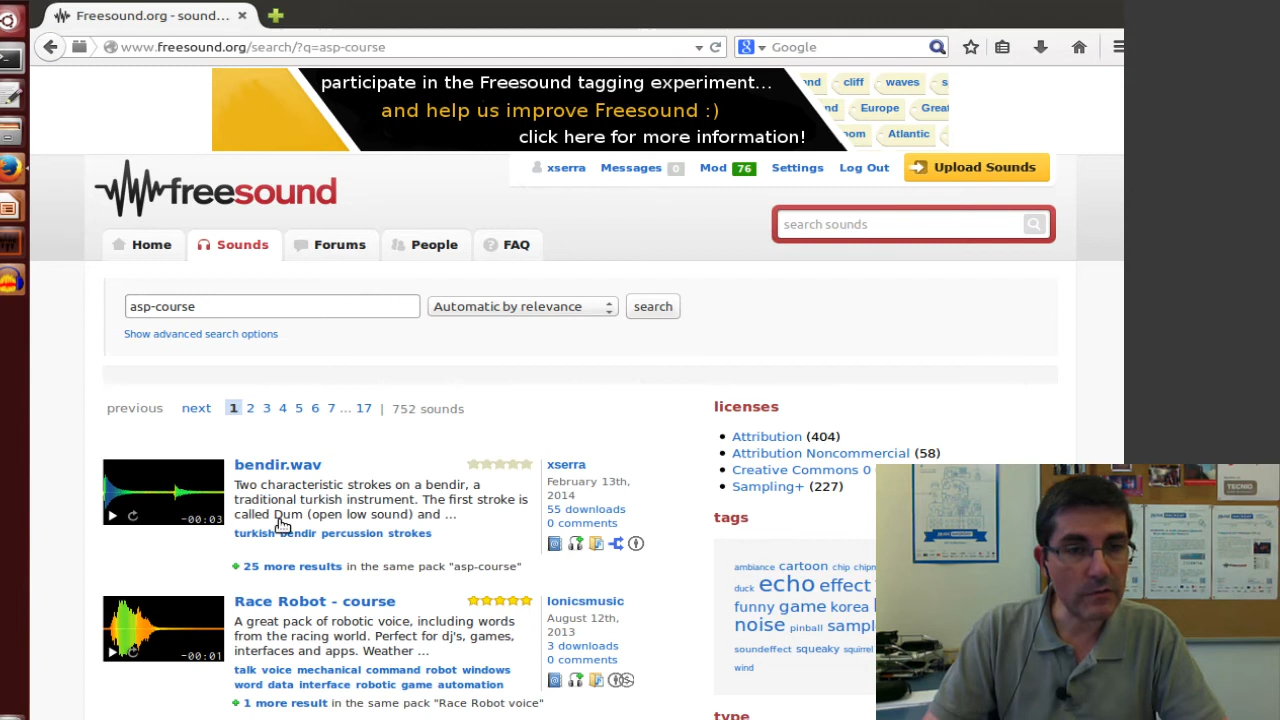 Freesound.org - sound...
www.freesound.org/search/?q=asp-course
Google
participate in the Freesound tagging experiment...
and help us improve Freesound :)
click here for more information!
cliff
waves
Europe
Atlantic
xserra
Messages 0
Mod 76
Settings
Log Out
Upload Sounds
freesound
search sounds
Home
Sounds
Forums
People
FAQ
asp-course
Automatic by relevance
search
Show advanced search options
previous next 1 2 3 4 5 6 7 ... 17 | 752 sounds
bendir.wav
Two characteristic strokes on a bendir, a
traditional turkish instrument. The first stroke is
called Dum (open low sound) and ...
turkish bendir percussion strokes
-00:03
xserra
February 13th,
2014
55 downloads
0 comments
25 more results in the same pack "asp-course"
Race Robot - course
A great pack of robotic voice, including words
from the racing world. Perfect for dj's, games,
interfaces and apps. Weather ...
talk voice mechanical command robot windows
word data interface robotic game automation
-00:01
lonicsmusic
August 12th,
2013
3 downloads
0 comments
1 more result in the same pack "Race Robot voice"
licenses
Attribution (404)
Attribution Noncommercial (58)
Creative Commons 0
Sampling+ (227)
tags
ambiance cartoon chip
duck echo effect
funny game korea
noise pinball
soundeffect squeaky squirrel
wind
type